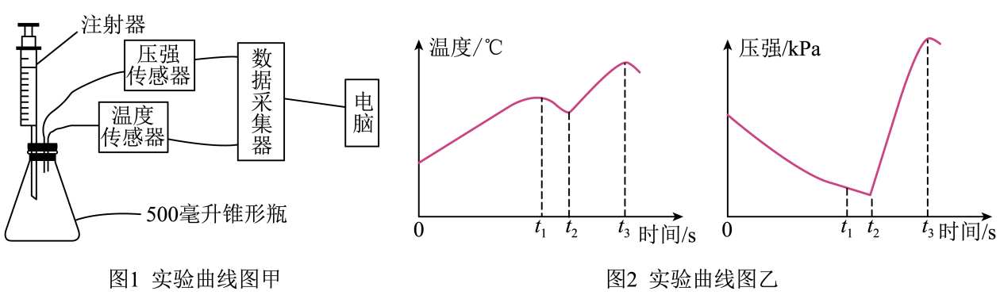 注射器
压强
传感器
温度
传感器
数据采集器
电脑
500毫升锥形瓶
图1 实验曲线图甲
温度/℃
0
t₁
t₂
t₃
时间/s
压强/kPa
0
t₁
t₂
t₃
时间/s
图2 实验曲线图乙